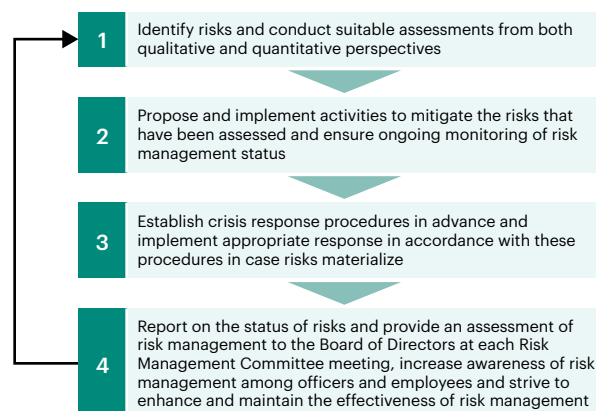 1
Identify risks and conduct suitable assessments from both
qualitative and quantitative perspectives
2
Propose and implement activities to mitigate the risks that
have been assessed and ensure ongoing monitoring of risk
management status
3
Establish crisis response procedures in advance and
implement appropriate response in accordance with these
procedures in case risks materialize
4
Report on the status of risks and provide an assessment of
risk management to the Board of Directors at each Risk
Management Committee meeting, increase awareness of risk
management among officers and employees and strive to
enhance and maintain the effectiveness of risk management